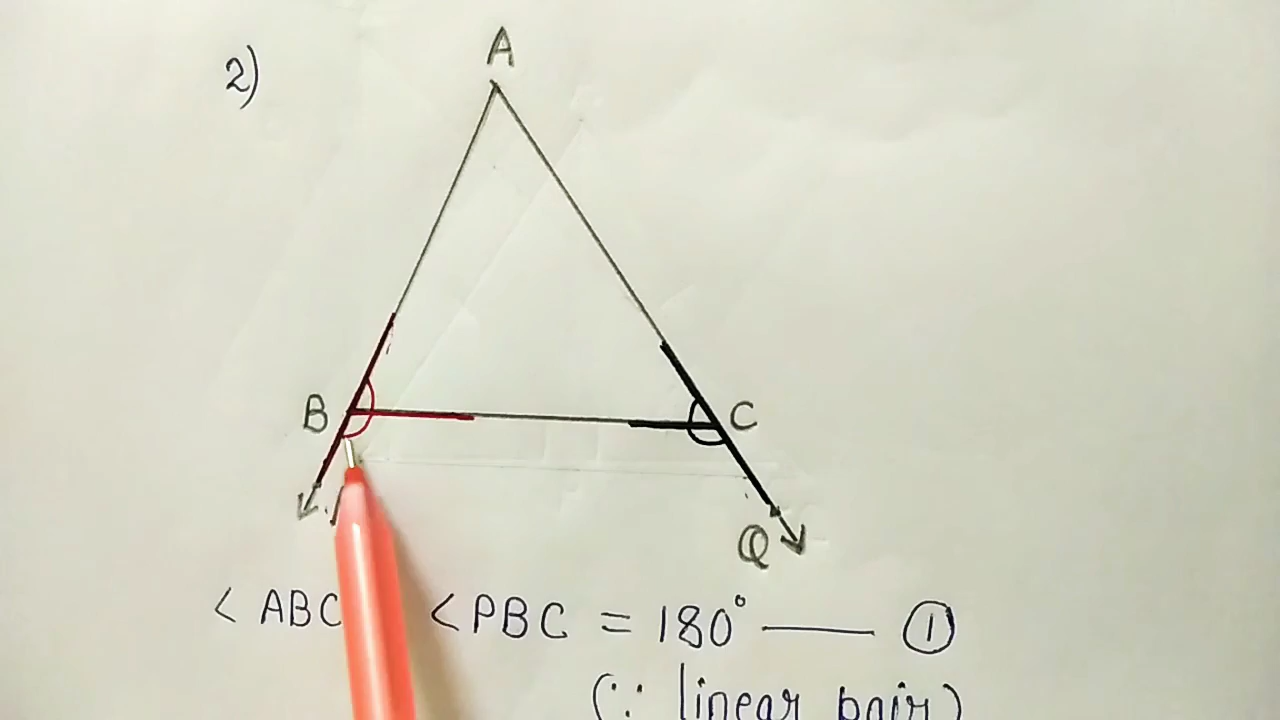 2)
A
B
C
Q
< ABC < PBC = 180° —— ①
(∵ linear pair)